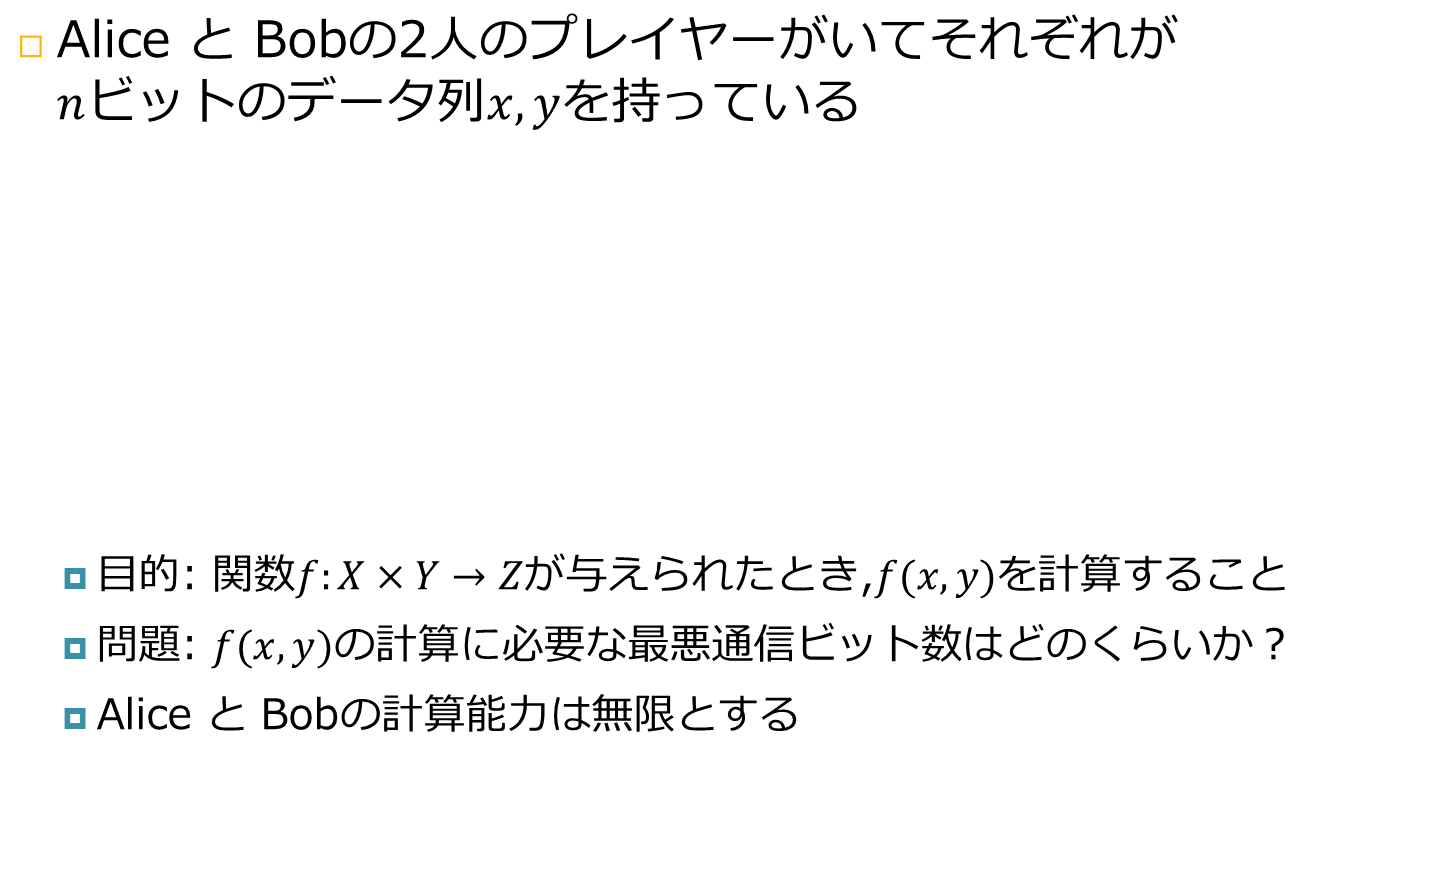 Alice と Bobの2人のプレイヤーがいてそれぞれが
nビットのデータ列x, yを持っている
目的: 関数f: X × Y → Zが与えられたとき,f(x, y)を計算すること
問題: f(x, y)の計算に必要な最悪通信ビット数はどのくらいか？
Alice と Bobの計算能力は無限とする